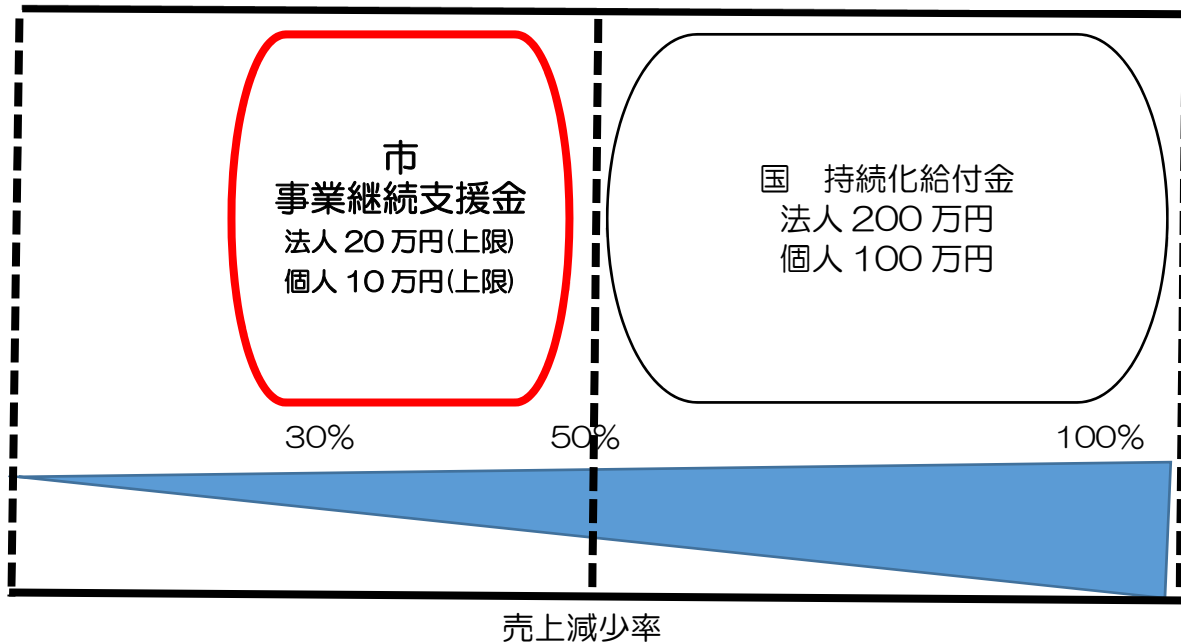 市
事業継続支援金
法人 20 万円(上限)
個人 10 万円(上限)
国　持続化給付金
法人 200 万円
個人 100 万円
30%
50%
100%
売上減少率